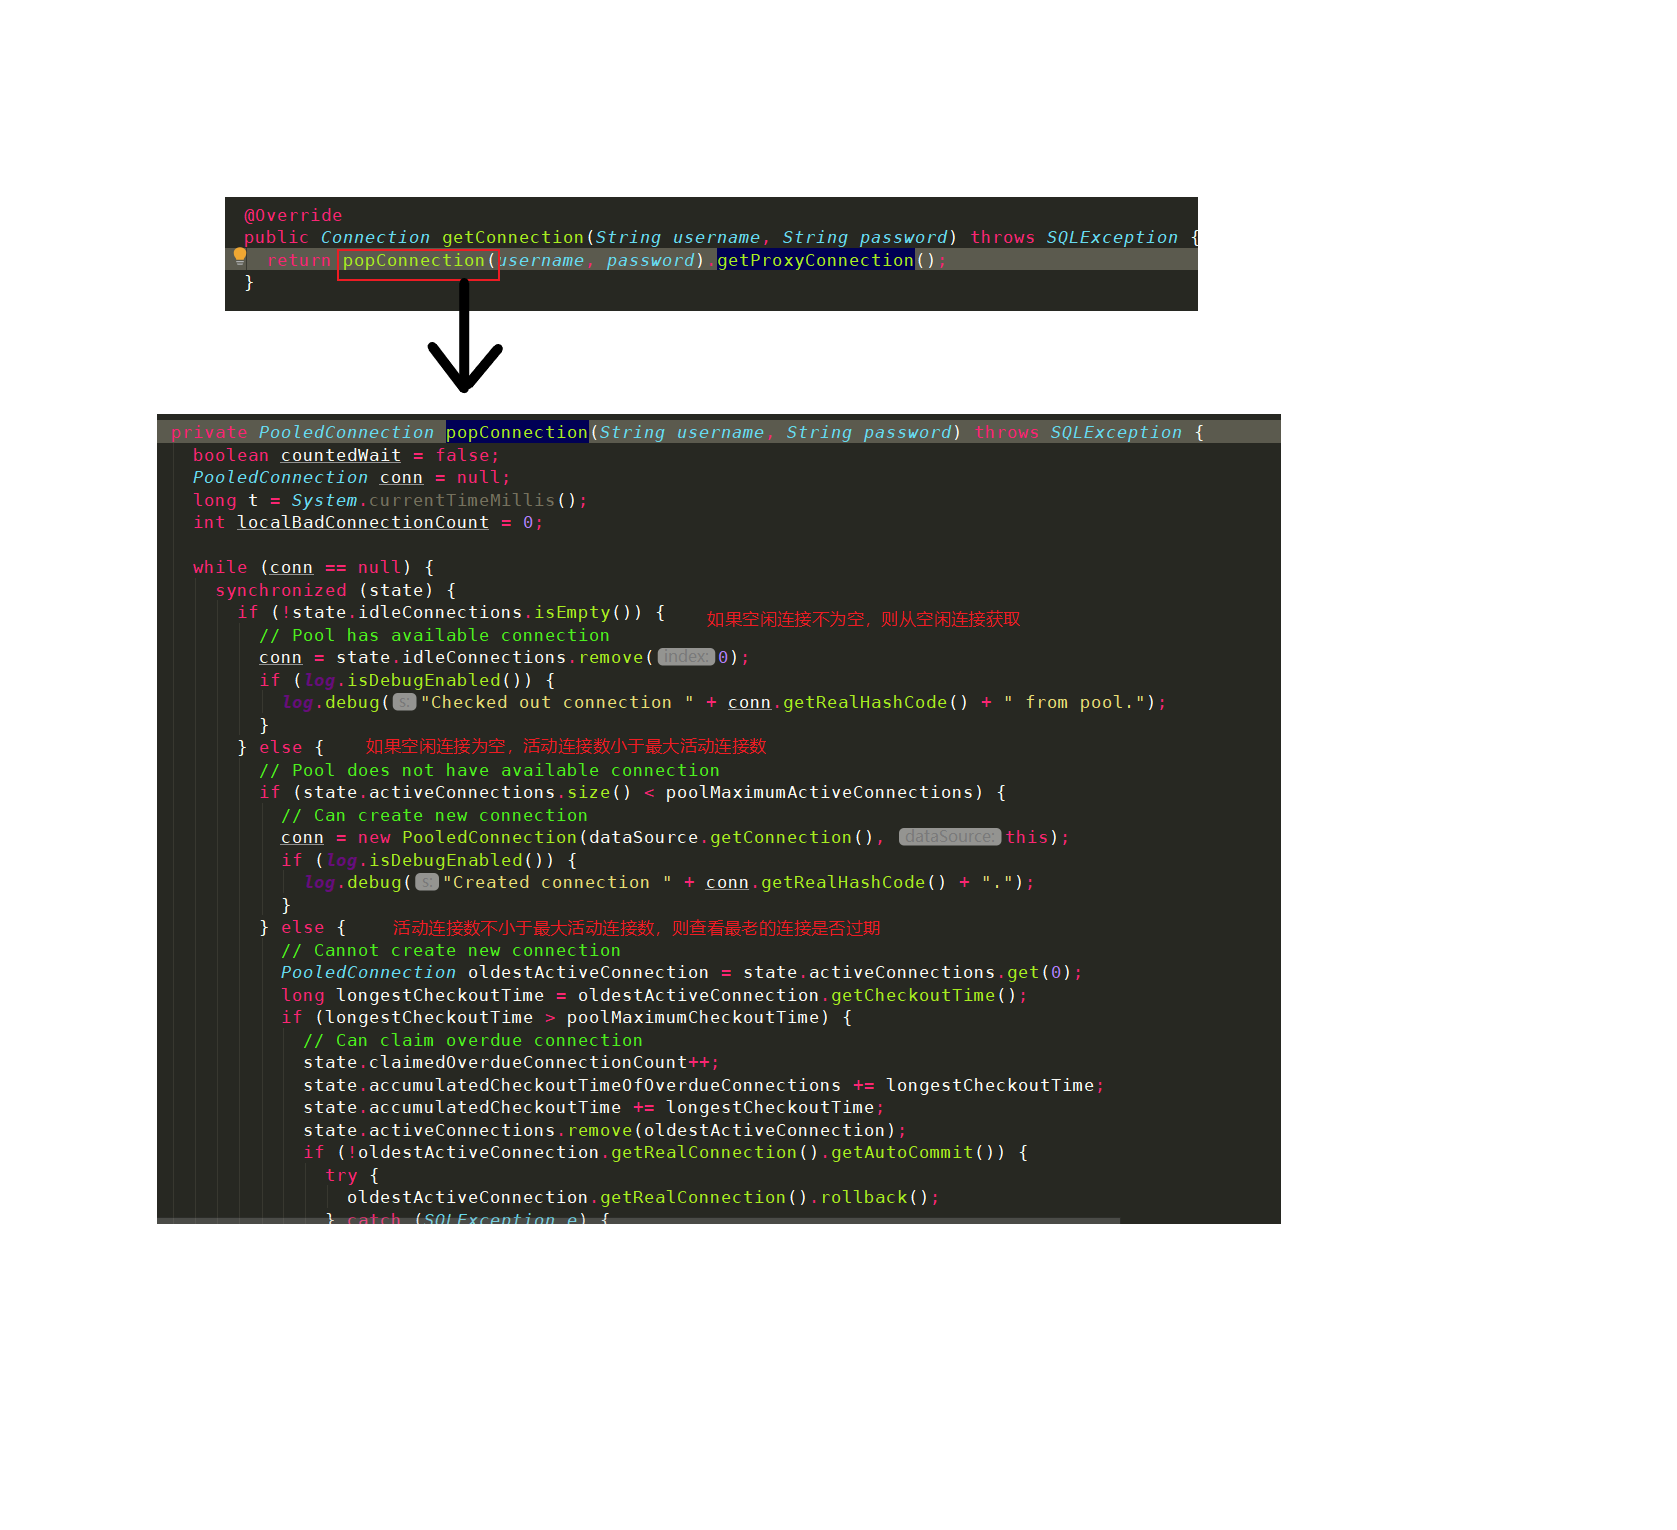 @Override
public Connection getConnection(String username, String password) throws SQLException {
return popConnection(username, password).getProxyConnection();
}
private PooledConnection popConnection(String username, String password) throws SQLException {
boolean countedWait = false;
PooledConnection conn = null;
long t = System.currentTimeMillis();
int localBadConnectionCount = 0;
while (conn == null) {
synchronized (state) {
if (!state.idleConnections.isEmpty()) { 如果空闲连接不为空，则从空闲连接获取
// Pool has available connection
conn = state.idleConnections.remove( index: 0);
if (log.isDebugEnabled()) {
log.debug( s: "Checked out connection " + conn.getRealHashCode() + " from pool.");
}
} else { 如果空闲连接为空，活动连接数小于最大活动连接数
// Pool does not have available connection
if (state.activeConnections.size() < poolMaximumActiveConnections) {
// Can create new connection
conn = new PooledConnection(dataSource.getConnection(), dataSource: this);
if (log.isDebugEnabled()) {
log.debug( s: "Created connection " + conn.getRealHashCode() + ".");
}
} else { 活动连接数不小于最大活动连接数，则查看最老的连接是否过期
// Cannot create new connection
PooledConnection oldestActiveConnection = state.activeConnections.get(0);
long longestCheckoutTime = oldestActiveConnection.getCheckoutTime();
if (longestCheckoutTime > poolMaximumCheckoutTime) {
// Can claim overdue connection
state.claimedOverdueConnectionCount++;
state.accumulatedCheckoutTimeOfOverdueConnections += longestCheckoutTime;
state.accumulatedCheckoutTime += longestCheckoutTime;
state.activeConnections.remove(oldestActiveConnection);
if (!oldestActiveConnection.getRealConnection().getAutoCommit()) {
try {
oldestActiveConnection.getRealConnection().rollback();
} catch (SQLException e) {